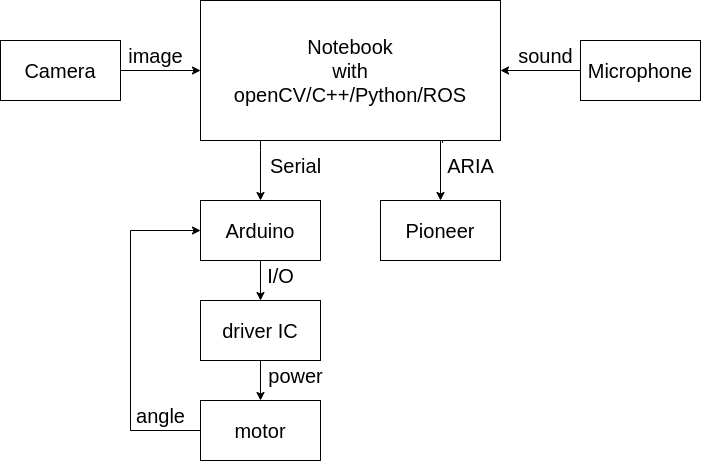 Camera
image
Notebook
with
openCV/C++/Python/ROS
sound
Microphone
Serial
ARIA
Arduino
Pioneer
I/O
driver IC
power
angle
motor